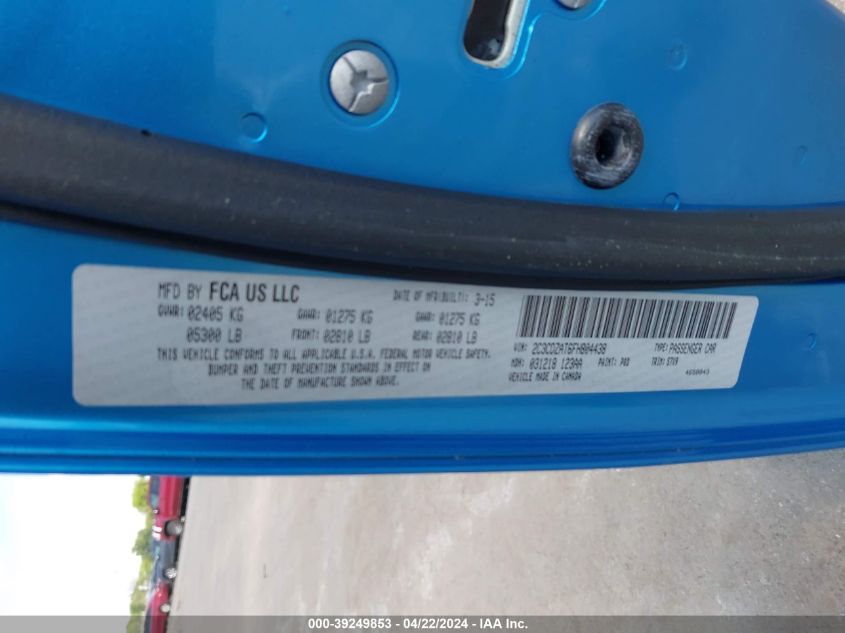 MFD BY FCA US LLC DATE OF MFR(BUILT): 3-15
GVWR: 02405 KG GAWR: 01275 KG GAWR: 01275 KG
05300 LB FRONT: 02810 LB REAR: 02810 LB
THIS VEHICLE CONFORMS TO ALL APPLICABLE U.S.A. FEDERAL MOTOR VEHICLE SAFETY,
BUMPER AND THEFT PREVENTION STANDARDS IN EFFECT ON
THE DATE OF MANUFACTURE SHOWN ABOVE.
VIN: 2C3CDZAT6FH804438 TYPE: PASSENGER CAR
MDH: 031218 123AA PAINT: PQD TRIM: S7X9
VEHICLE MADE IN CANADA
000-39249853 - 04/22/2024 - IAA Inc.